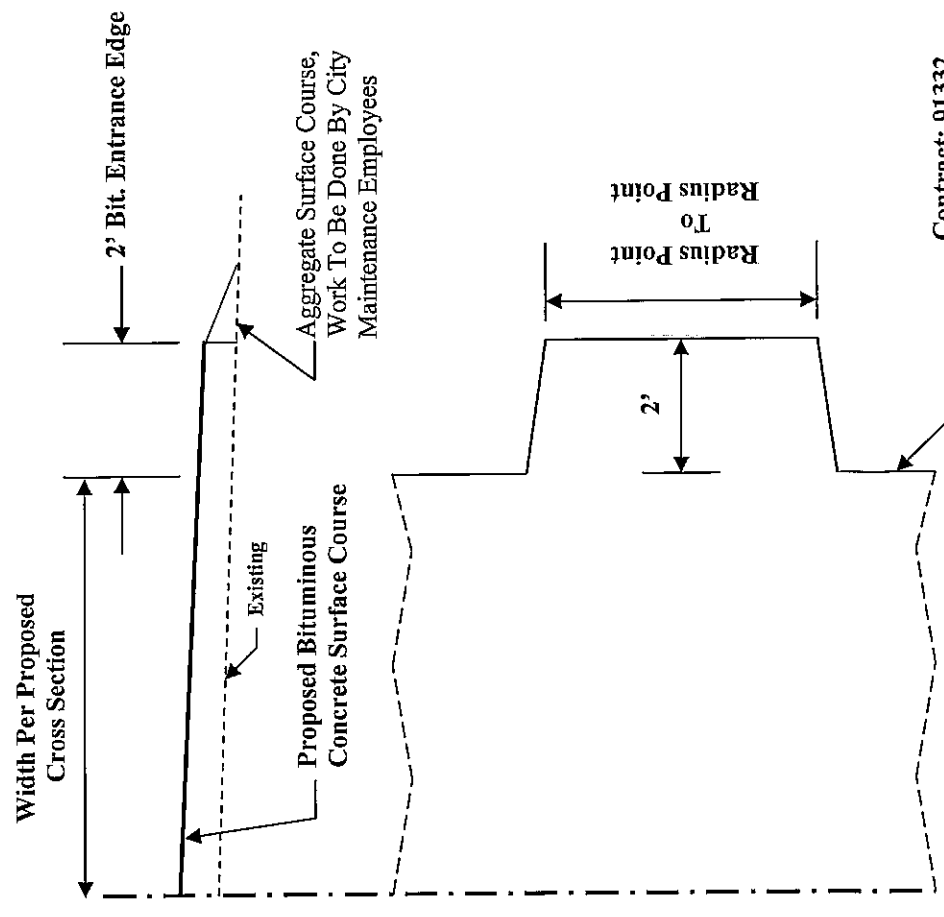 2' Bit. Entrance Edge
Width Per Proposed
Cross Section
Existing
Aggregate Surface Course,
Work To Be Done By City
Maintenance Employees
Proposed Bituminous
Concrete Surface Course
2'
Radius Point
To
Radius Point